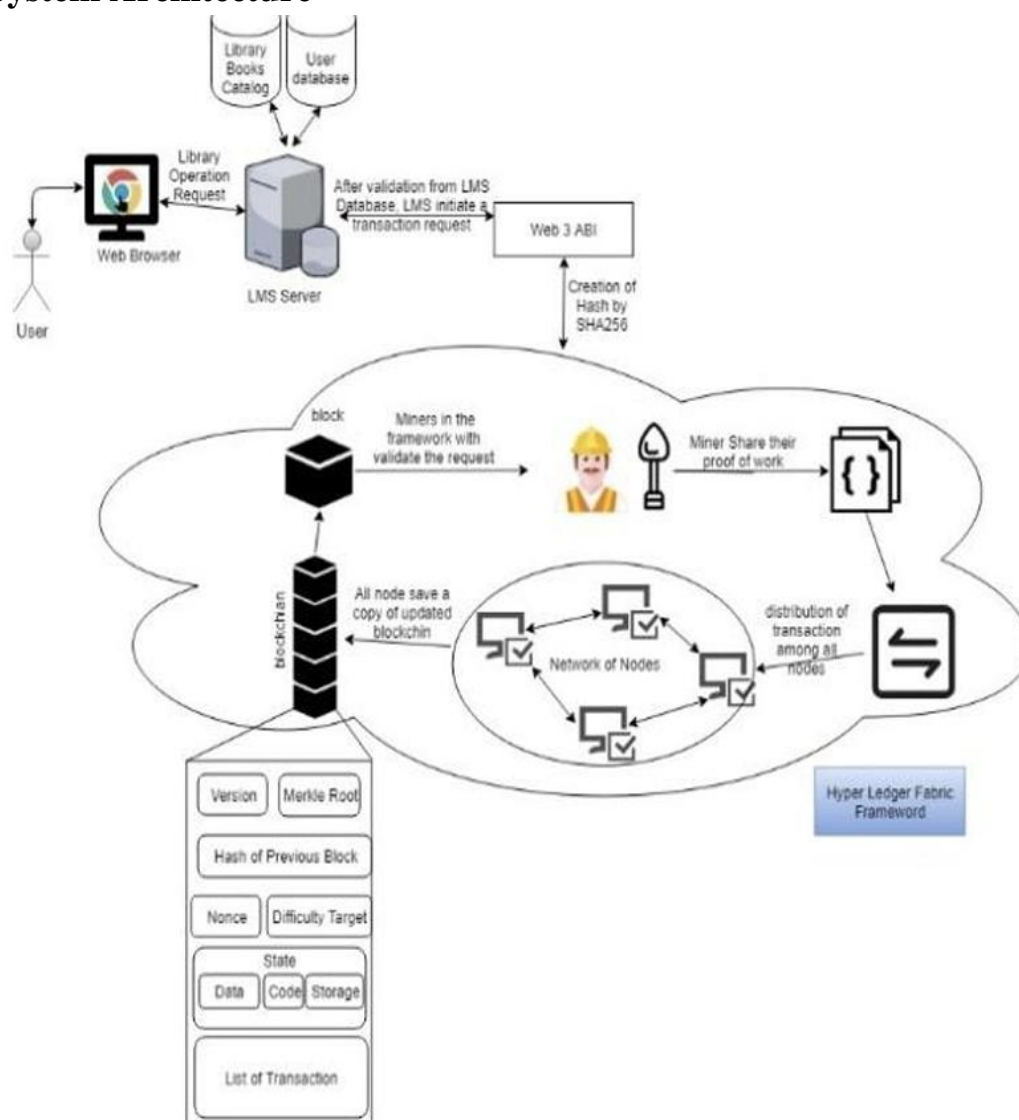 System Architecture
Library
Books
Catalog
User
database
Library
Operation
Request
After validation from LMS
Database, LMS initiate a
transaction request
Web 3 ABI
Web Browser
LMS Server
User
Creation of
Hash by
SHA256
block
Miners in the
framework with
validate the request
Miner Share their
proof of work
blockchian
All node save a
copy of updated
blockchin
Network of Nodes
distribution of
transaction
among all
nodes
Hyper Ledger Fabric
Frameword
Version
Merkle Root
Hash of Previous Block
Nonce
Difficulty Target
State
Data
Code
Storage
List of Transaction